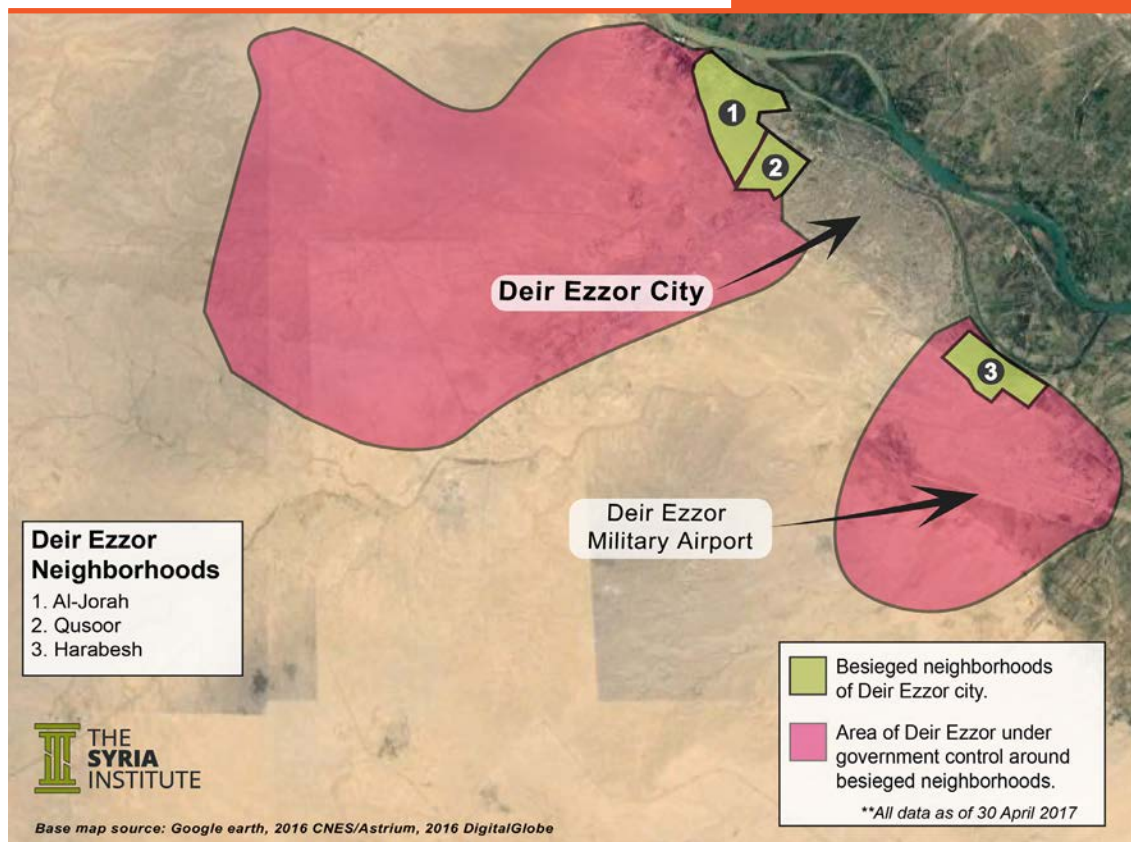 1
2
Deir Ezzor City
3
Deir Ezzor
Military Airport
Deir Ezzor
Neighborhoods
1. Al-Jorah
2. Qusoor
3. Harabesh
Besieged neighborhoods
of Deir Ezzor city.
Area of Deir Ezzor under
government control around
besieged neighborhoods.
**All data as of 30 April 2017
THE
SYRIA
INSTITUTE
Base map source: Google earth, 2016 CNES/Astrium, 2016 DigitalGlobe